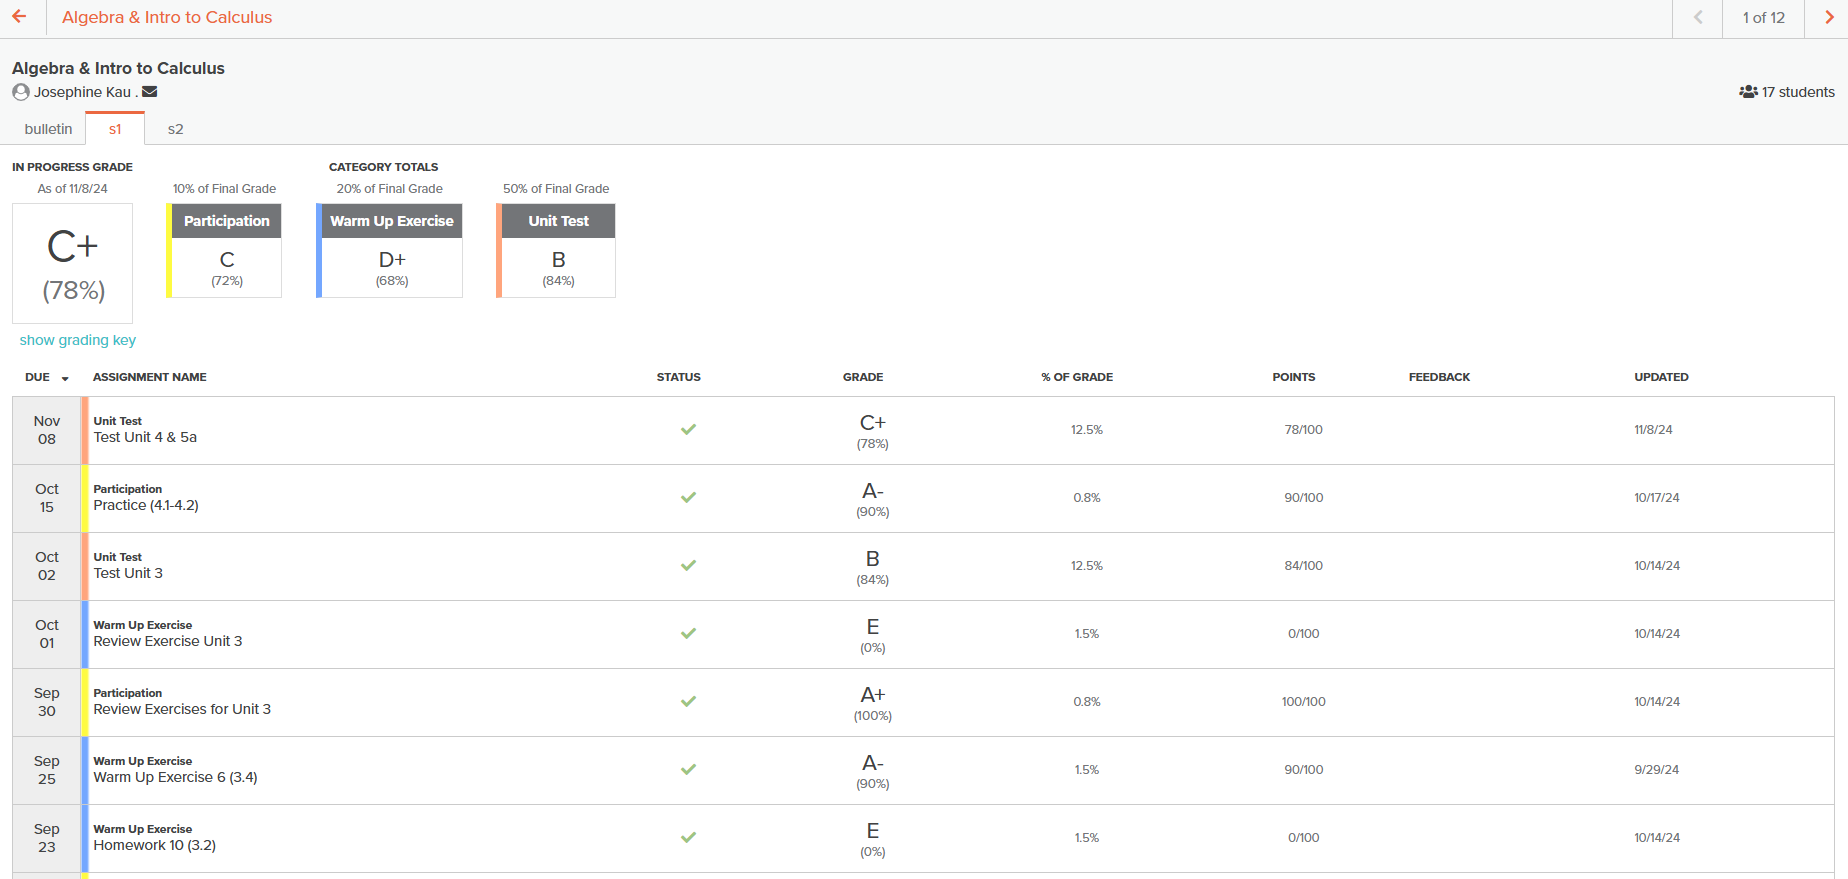 Algebra & Intro to Calculus
1 of 12
Algebra & Intro to Calculus
Josephine Kau .
17 students
bulletin
s1
s2
IN PROGRESS GRADE
CATEGORY TOTALS
As of 11/8/24
10% of Final Grade
20% of Final Grade
50% of Final Grade
C+
(78%)
Participation
C
(72%)
Warm Up Exercise
D+
(68%)
Unit Test
B
(84%)
show grading key
DUE ASSIGNMENT NAME STATUS GRADE % OF GRADE POINTS FEEDBACK UPDATED
Nov 08
Unit Test
Test Unit 4 & 5a
C+
(78%)
12.5%
78/100
11/8/24
Oct 15
Participation
Practice (4.1-4.2)
A-
(90%)
0.8%
90/100
10/17/24
Oct 02
Unit Test
Test Unit 3
B
(84%)
12.5%
84/100
10/14/24
Oct 01
Warm Up Exercise
Review Exercise Unit 3
E
(0%)
1.5%
0/100
10/14/24
Sep 30
Participation
Review Exercises for Unit 3
A+
(100%)
0.8%
100/100
10/14/24
Sep 25
Warm Up Exercise
Warm Up Exercise 6 (3.4)
A-
(90%)
1.5%
90/100
9/29/24
Sep 23
Warm Up Exercise
Homework 10 (3.2)
E
(0%)
1.5%
0/100
10/14/24